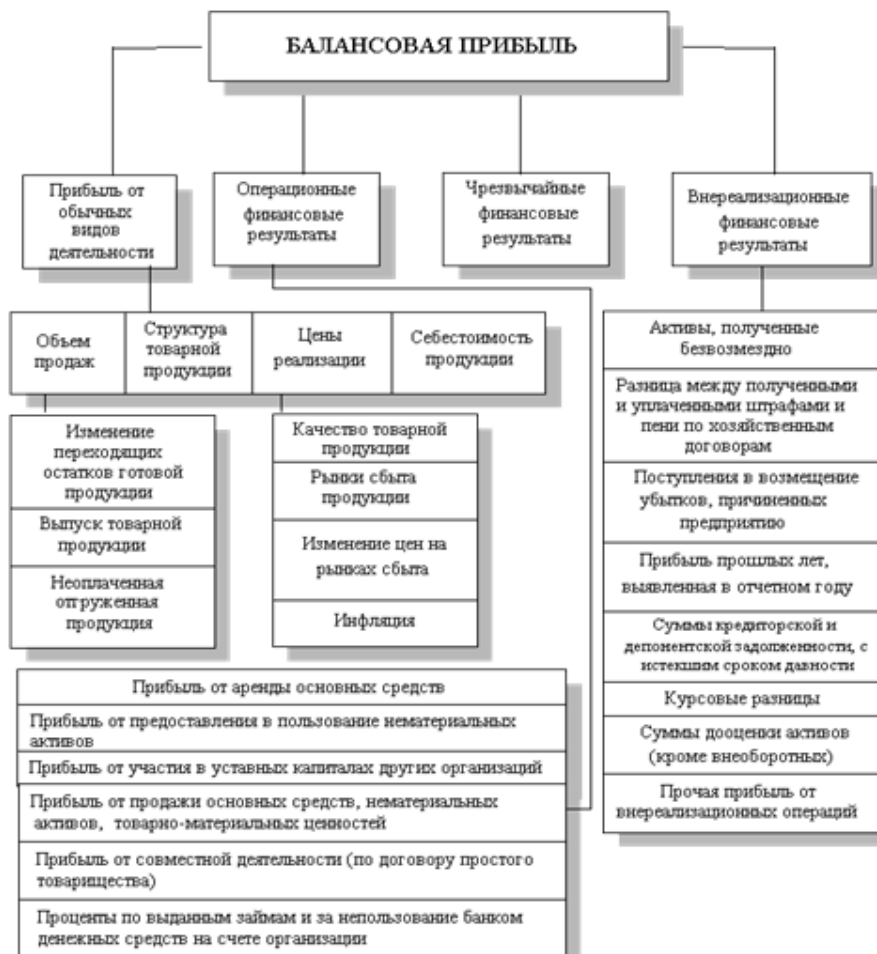 БАЛАНСОВАЯ ПРИБЫЛЬ
Прибыль от
обычных
видов
деятельности
Операционные
финансовые
результаты
Чрезвычайные
финансовые
результаты
Внереализационные
финансовые
результаты
Объем
продаж
Структура
товарной
продукции
Цены
реализации
Себестоимость
продукции
Изменение
переходящих
остатков готовой
продукции
Выпуск товарной
продукции
Неоплаченная
отгруженная
продукция
Качество товарной
продукции
Рынки сбыта
продукции
Изменение цен на
рынках сбыта
Инфляция
Активы, полученные
безвозмездно
Разница между полученными
и уплаченными штрафами и
пени по хозяйственным
договорам
Поступления в возмещение
убытков, причиненных
предприятию
Прибыль прошлых лет,
выявленная в отчетном году
Суммы кредиторской и
депонентской задолженности, с
истекшим сроком давности
Курсовые разницы
Суммы дооценки активов
(кроме внеоборотных)
Прочая прибыль от
внереализационных операций
Прибыль от аренды основных средств
Прибыль от предоставления в пользование нематериальных
активов
Прибыль от участия в уставных капиталах других организаций
Прибыль от продажи основных средств, нематериальных
активов, товарно-материальных ценностей
Прибыль от совместной деятельности (по договору простого
товарищества)
Проценты по выданным займам и за непользование банком
денежных средств на счете организации